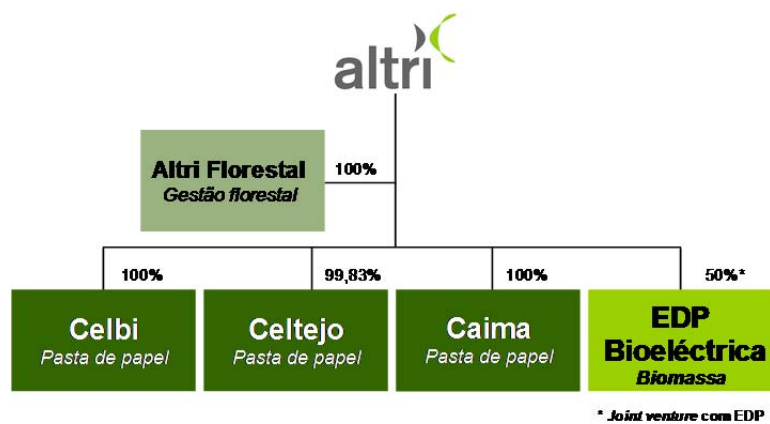 altri
Altri Florestal
Gestão florestal
100%
100%
99,83%
100%
50%*
Celbi
Pasta de papel
Celtejo
Pasta de papel
Caima
Pasta de papel
EDP
Bioeléctrica
Biomassa
* Joint venture com EDP